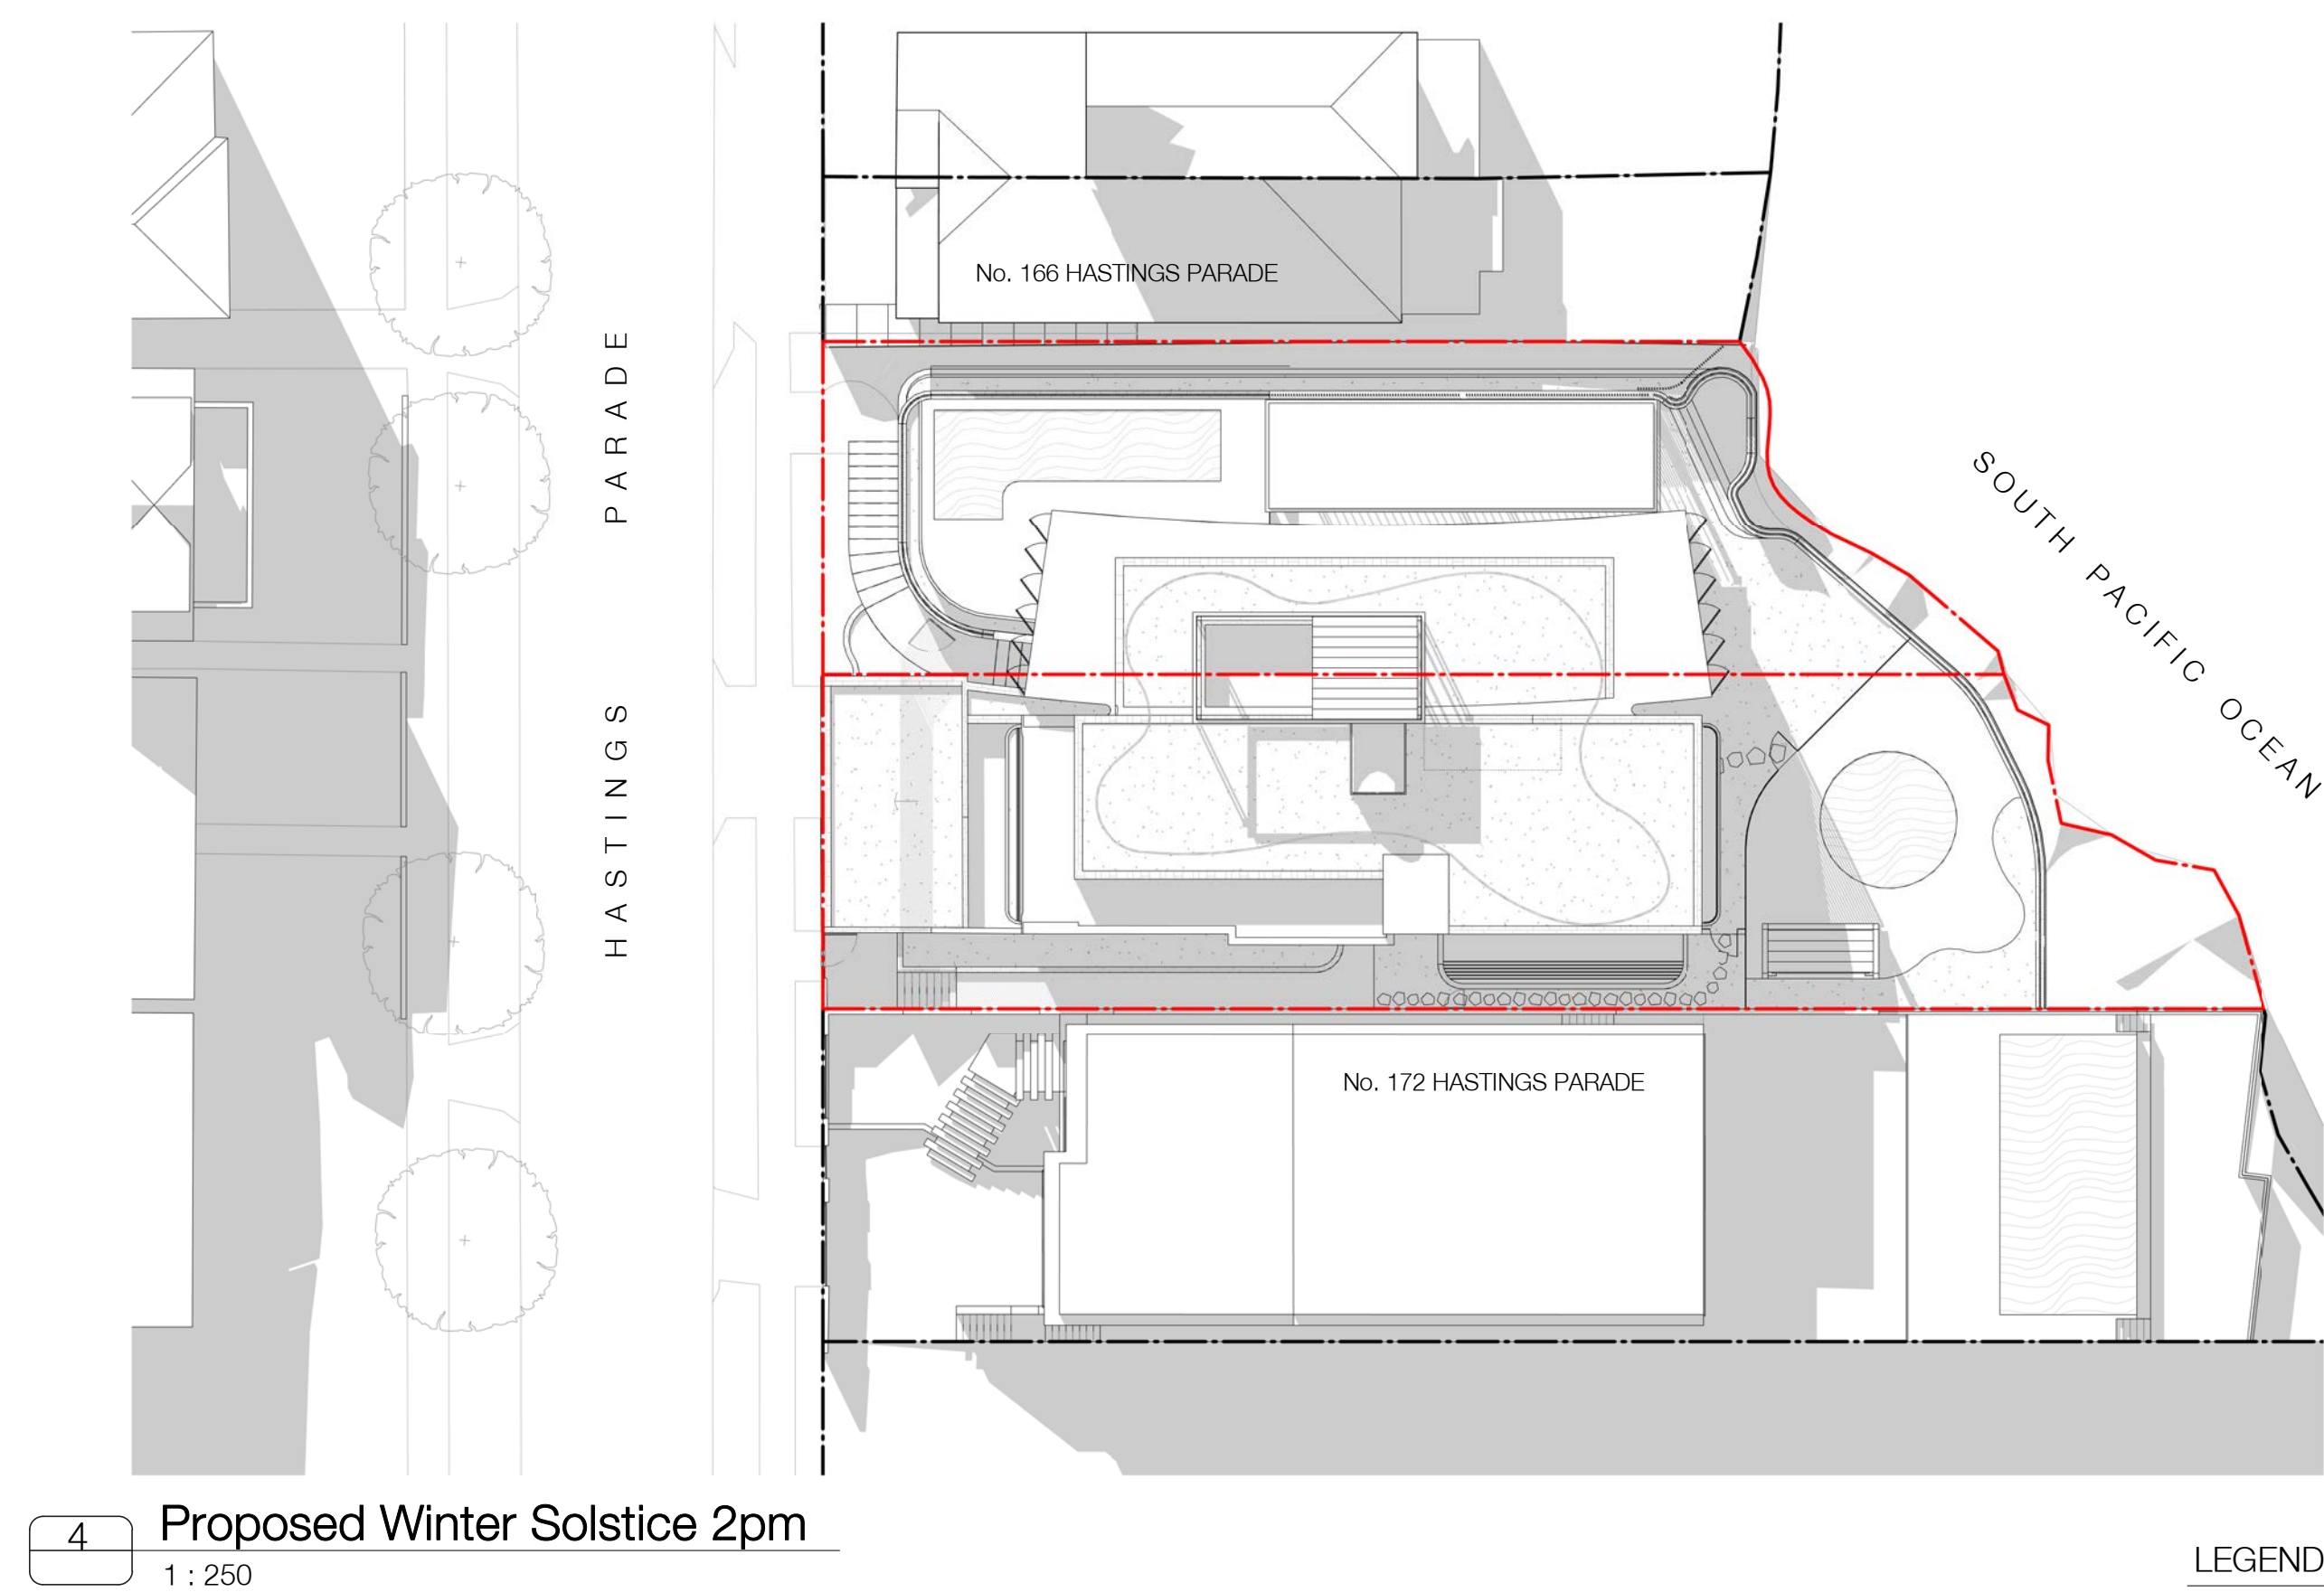 No. 166 HASTINGS PARADE
HASTINGS PARADE
SOUTH PACIFIC OCEAN
No. 172 HASTINGS PARADE
4
Proposed Winter Solstice 2pm
1 : 250
LEGEND